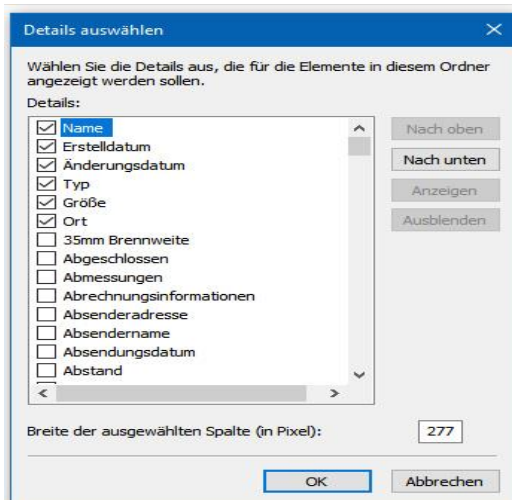 Details auswählen
Wählen Sie die Details aus, die für die Elemente in diesem Ordner
angezeigt werden sollen.
Details:
Name
Erstelldatum
Änderungsdatum
Typ
Größe
Ort
35mm Brennweite
Abgeschlossen
Abmessungen
Abrechnungsinformationen
Absenderadresse
Absendername
Absendungsdatum
Abstand
Nach oben
Nach unten
Anzeigen
Ausblenden
Breite der ausgewählten Spalte (in Pixel):
277
OK
Abbrechen